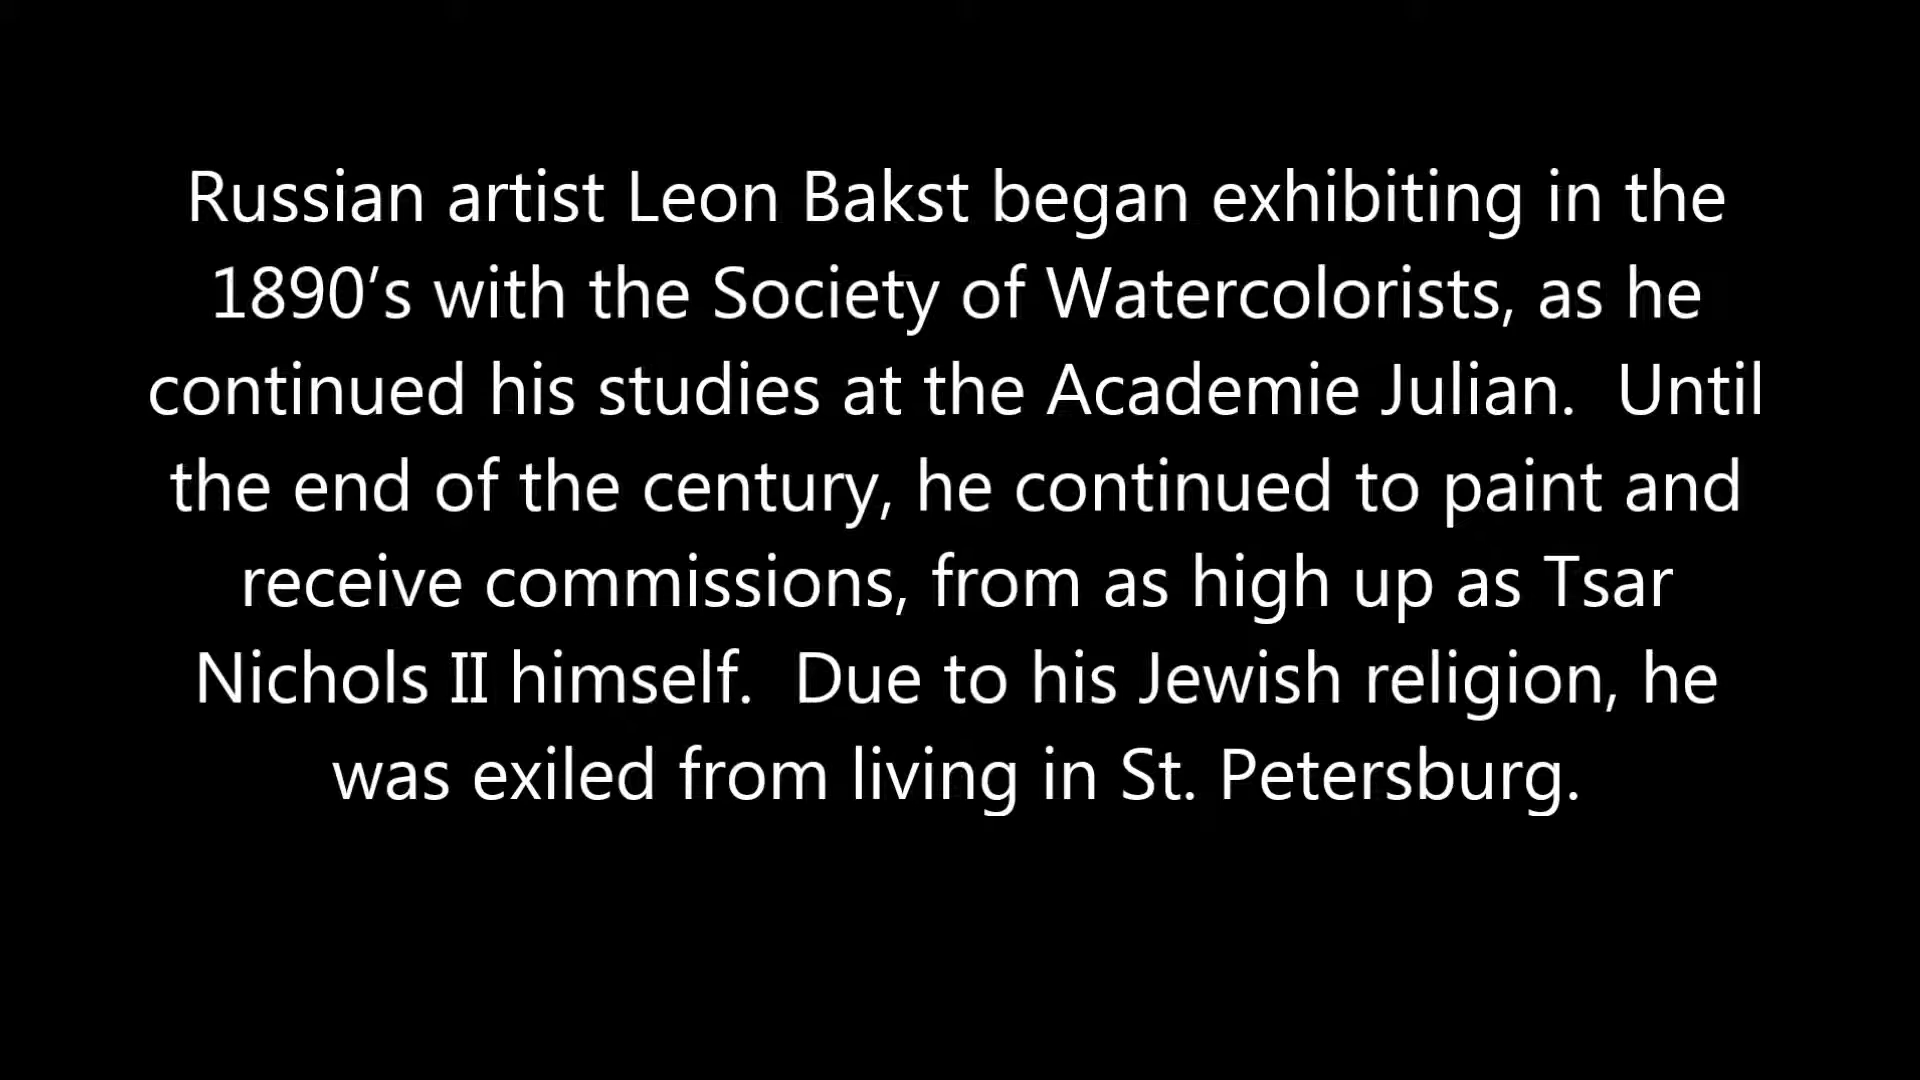 Russian artist Leon Bakst began exhibiting in the
1890’s with the Society of Watercolorists, as he
continued his studies at the Academie Julian.  Until
the end of the century, he continued to paint and
receive commissions, from as high up as Tsar
Nichols II himself.  Due to his Jewish religion, he
was exiled from living in St. Petersburg.